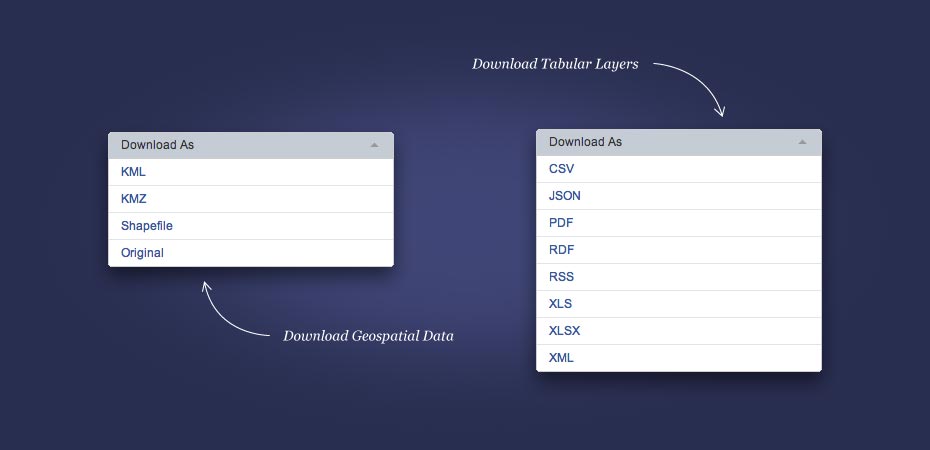 Download Tabular Layers
Download As
KML
KMZ
Shapefile
Original
Download Geospatial Data
Download As
CSV
JSON
PDF
RDF
RSS
XLS
XLSX
XML